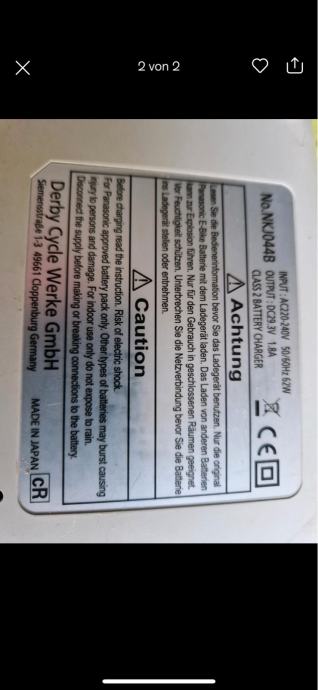 2 von 2
No.NKJ044B
INPUT : AC220-240V 50/60Hz 62W
OUTPUT : DC29.3V 1.8A
CLASS 2 BATTERY CHARGER
CE
Achtung
Lesen Sie die Bedienerinformation bevor Sie das Ladegerät benutzen. Nur die original
Panasonic E-Bike Batterie mit dem Ladegerät laden. Das Laden von anderen Batterien
kann zur Explosion führen. Nur für den Gebrauch in geschlossenen Räumen geeignet.
Vor Feuchtigkeit schützen. Unterbrechen Sie die Netzverbindung bevor Sie die Batterie
ins Ladegerät stellen oder entnehmen.
Caution
Before charging read the instruction. Risk of electric shock.
For Panasonic approved battery pack only. Other types of batteries may burst causing
injury to persons and damage. For indoor use only do not expose to rain.
Disconnect the supply before making or breaking connections to the battery.
Derby Cycle Werke GmbH
Siemensstraße 1-3 49661 Cloppenburg Germany
MADE IN JAPAN
cR